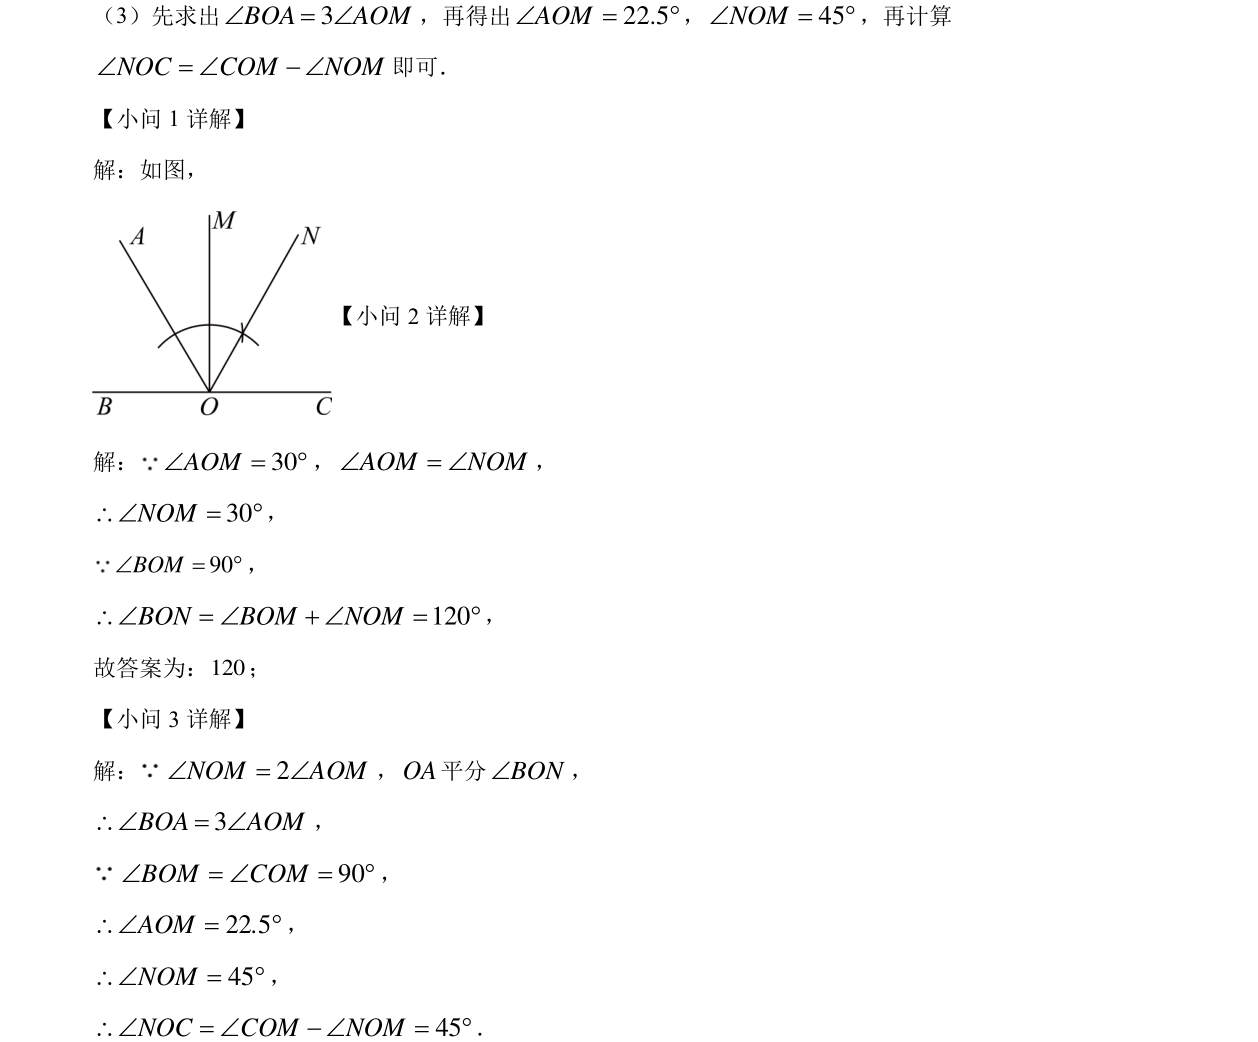 （3）先求出∠BOA＝3∠AOM，再得出∠AOM＝22.5°，∠NOM＝45°，再计算
∠NOC＝∠COM－∠NOM 即可．
【小问 1 详解】
解：如图，
M
A
N
【小问 2 详解】
B
O
C
解：∵∠AOM＝30°，∠AOM＝∠NOM，
∴∠NOM＝30°，
∵∠BOM＝90°，
∴∠BON＝∠BOM＋∠NOM＝120°，
故答案为：120；
【小问 3 详解】
解：∵∠NOM＝2∠AOM，OA平分∠BON，
∴∠BOA＝3∠AOM，
∵∠BOM＝∠COM＝90°，
∴∠AOM＝22.5°，
∴∠NOM＝45°，
∴∠NOC＝∠COM－∠NOM＝45°．